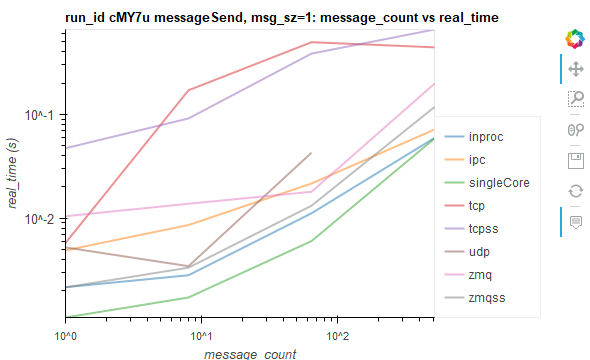 run_id cMY7u messageSend, msg_sz=1: message_count vs real_time
real_time (s)
10^-1
10^-2
10^0
10^1
10^2
message_count
inproc
ipc
singleCore
tcp
tcpss
udp
zmq
zmqss